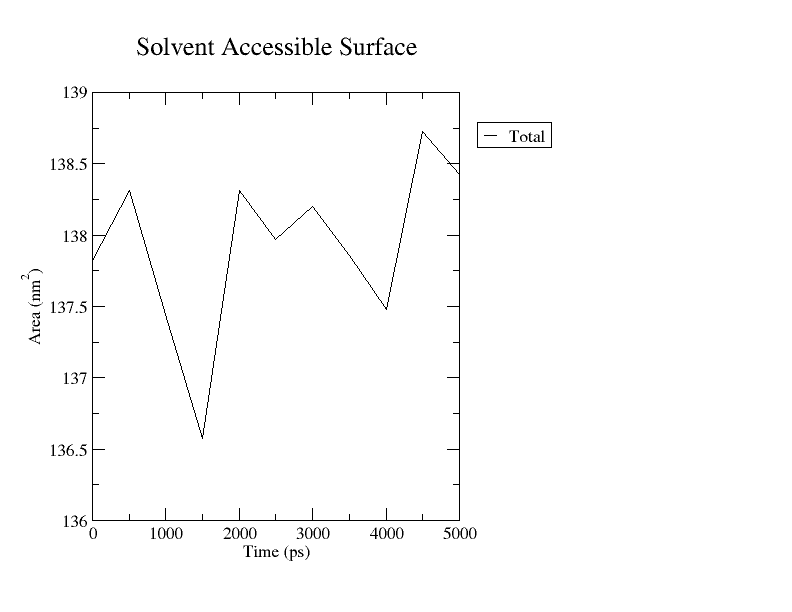 Solvent Accessible Surface
139
138.5
138
137.5
137
136.5
136
Area (nm²)
0 1000 2000 3000 4000 5000
Time (ps)
Total